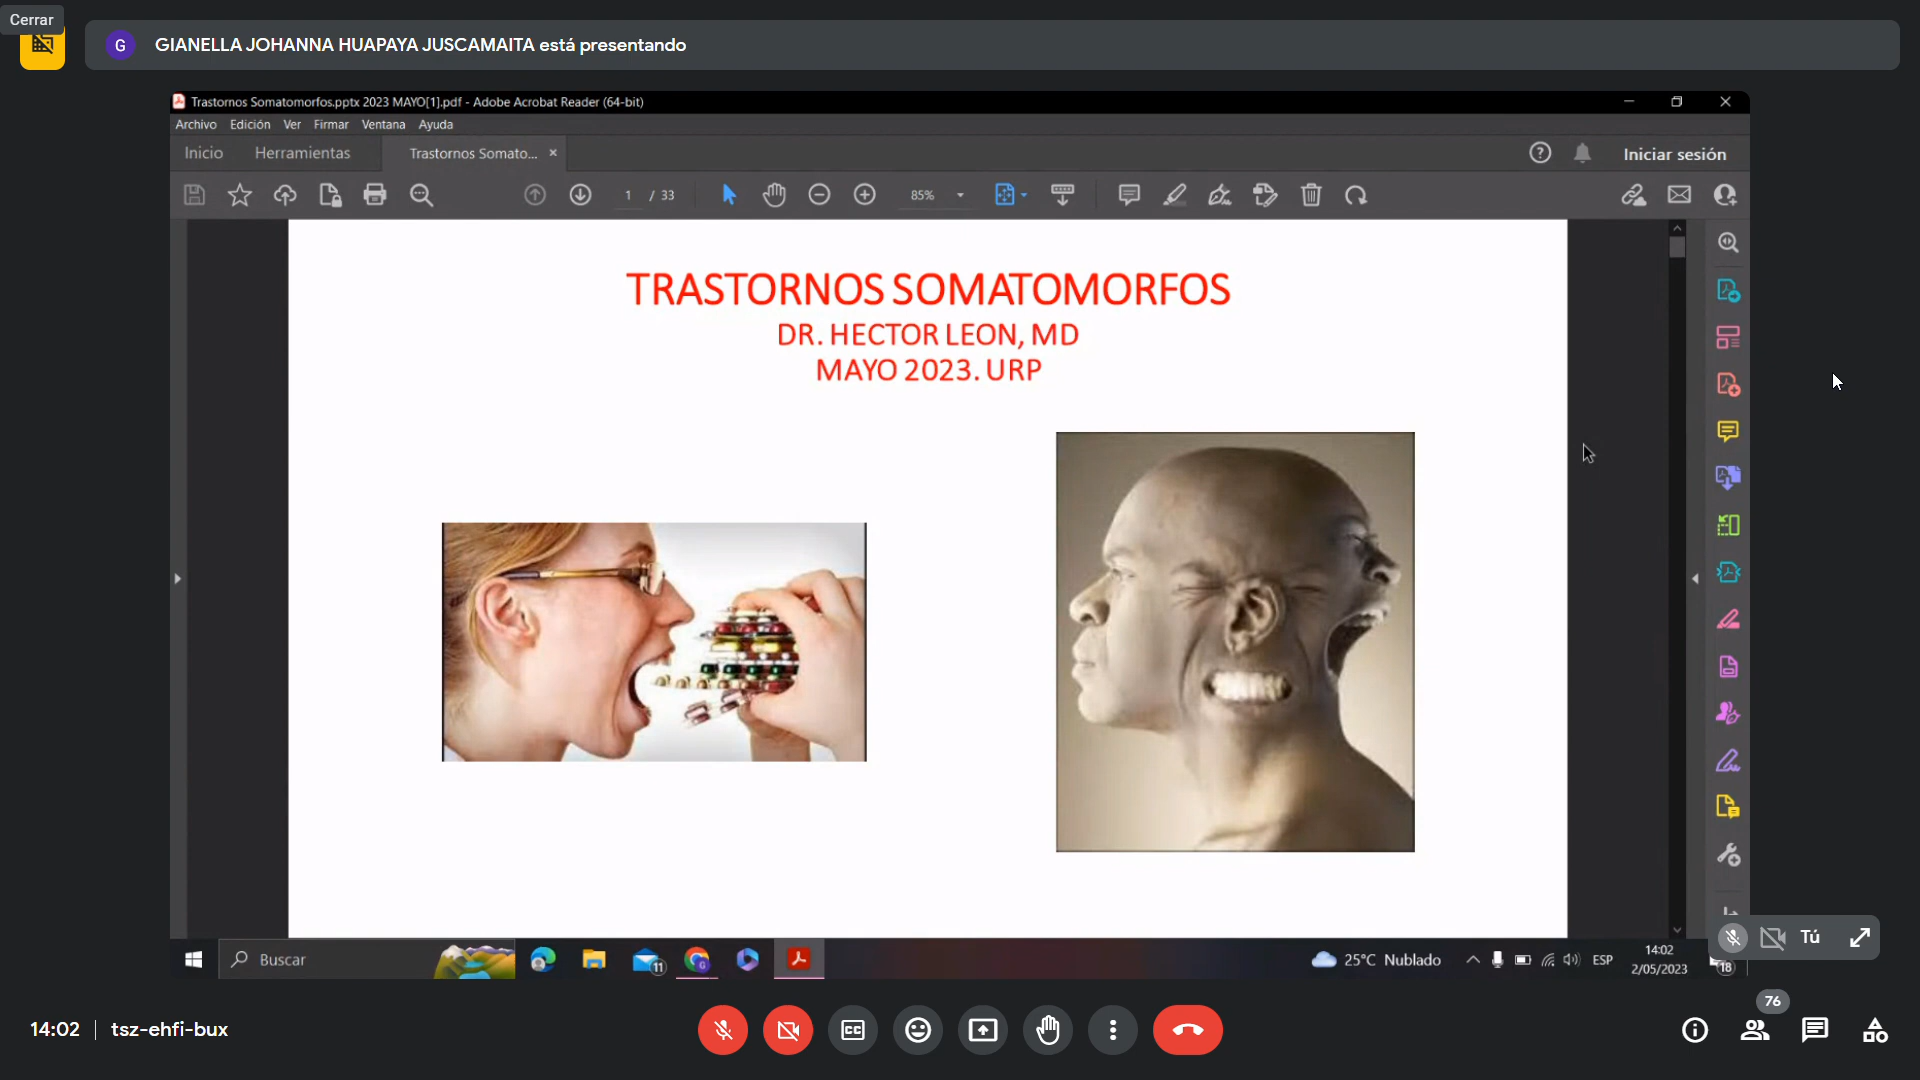 Cerrar
G GIANELLA JOHANNA HUAPAYA JUSCAMAITA está presentando
Trastornos Somatomorfos.pptx 2023 MAYO[1].pdf - Adobe Acrobat Reader (64-bit)
Archivo Edición Ver Firmar Ventana Ayuda
Inicio Herramientas Trastornos Somato... × Iniciar sesión
1 / 33 85%
TRASTORNOS SOMATOMORFOS
DR. HECTOR LEON, MD
MAYO 2023. URP
Tú
Buscar 11 G 25°C Nublado ESP 14:02
2/05/2023 18
76
14:02 | tsz-ehfi-bux CC